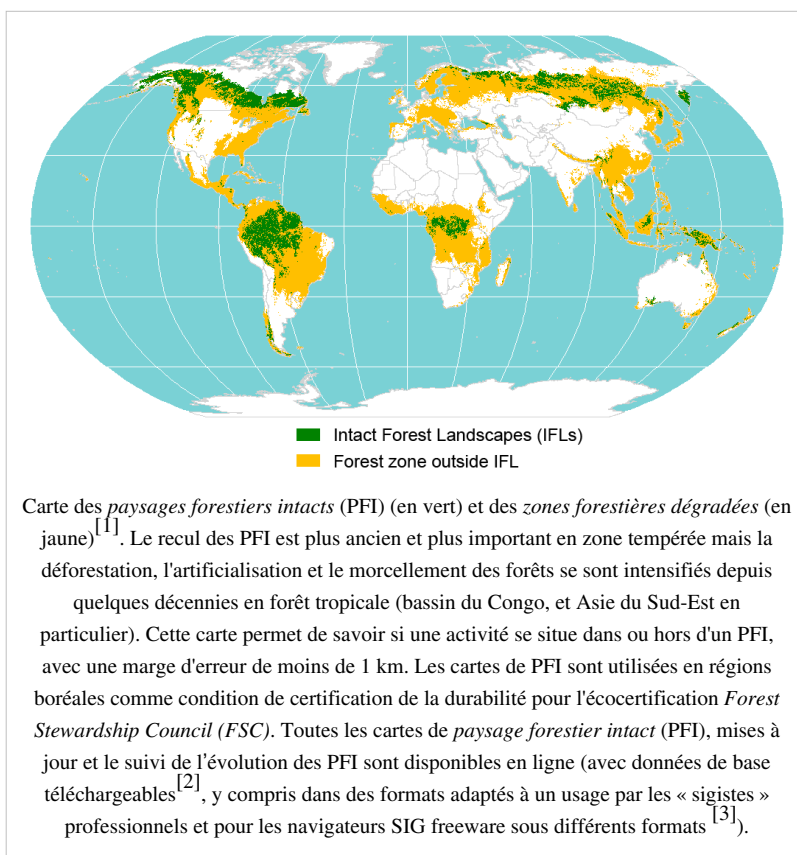 Intact Forest Landscapes (IFLs)
Forest zone outside IFL
Carte des paysages forestiers intacts (PFI) (en vert) et des zones forestières dégradées (en
jaune)[1]. Le recul des PFI est plus ancien et plus important en zone tempérée mais la
déforestation, l'artificialisation et le morcellement des forêts se sont intensifiés depuis
quelques décennies en forêt tropicale (bassin du Congo, et Asie du Sud-Est en
particulier). Cette carte permet de savoir si une activité se situe dans ou hors d'un PFI,
avec une marge d'erreur de moins de 1 km. Les cartes de PFI sont utilisées en régions
boréales comme condition de certification de la durabilité pour l'écocertification Forest
Stewardship Council (FSC). Toutes les cartes de paysage forestier intact (PFI), mises à
jour et le suivi de l'évolution des PFI sont disponibles en ligne (avec données de base
téléchargeables[2], y compris dans des formats adaptés à un usage par les « sigistes »
professionnels et pour les navigateurs SIG freeware sous différents formats [3]).